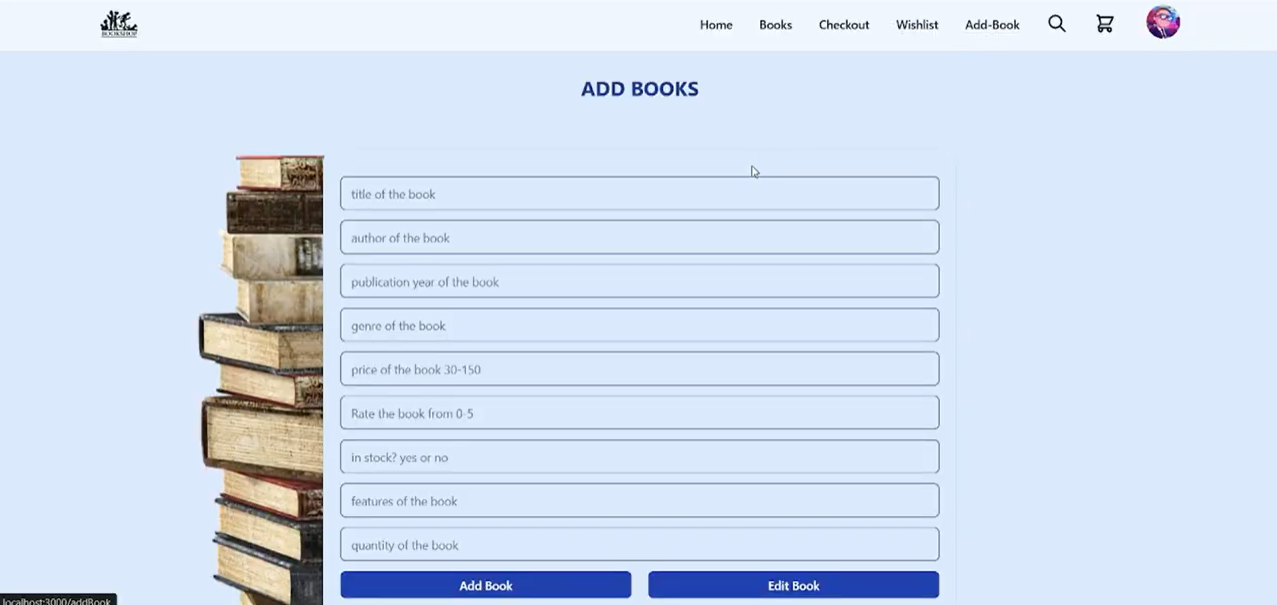 BOOKSHOP
Home Books Checkout Wishlist Add-Book
ADD BOOKS
title of the book
author of the book
publication year of the book
genre of the book
price of the book 30-150
Rate the book from 0-5
in stock? yes or no
features of the book
quantity of the book
Add Book Edit Book
localhost:3000/addBook